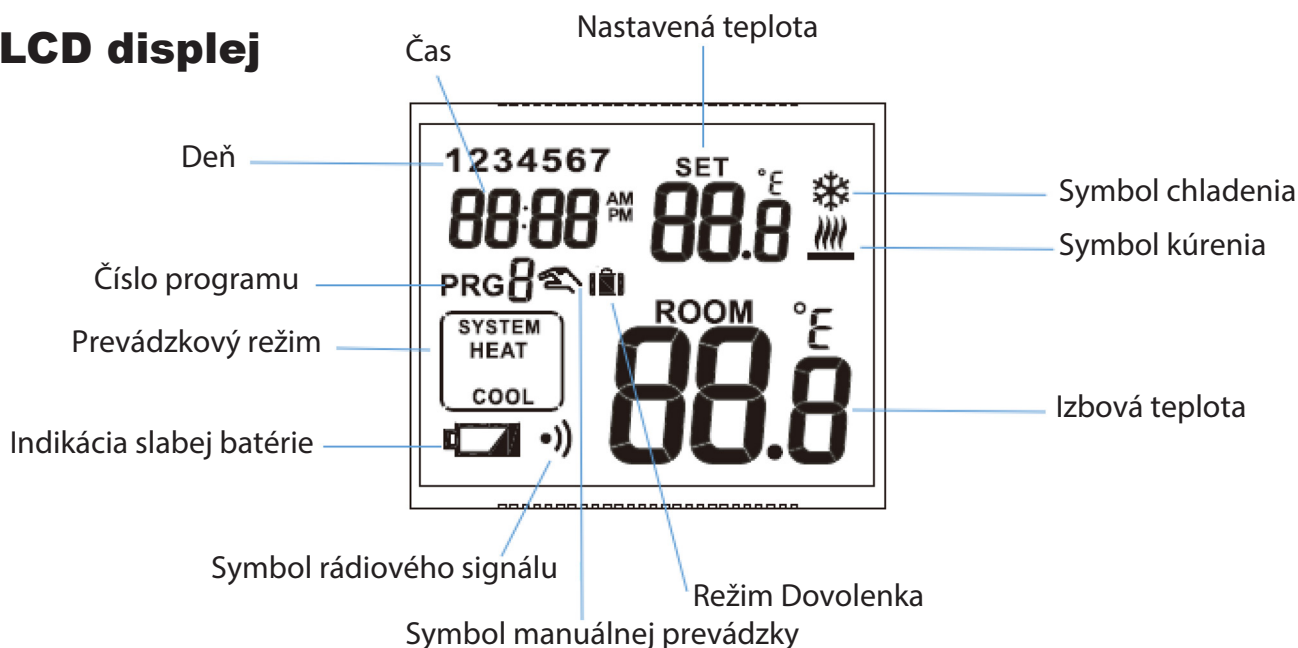 LCD displej
Čas
Nastavená teplota
Deň
1234567
SET
°E
88:88
AM
PM
88.8
Symbol chladenia
Symbol kúrenia
Číslo programu
PRG8
ROOM
°E
Prevádzkový režim
SYSTEM
HEAT
COOL
88.8
Izbová teplota
Indikácia slabej batérie
Symbol rádiového signálu
Režim Dovolenka
Symbol manuálnej prevádzky